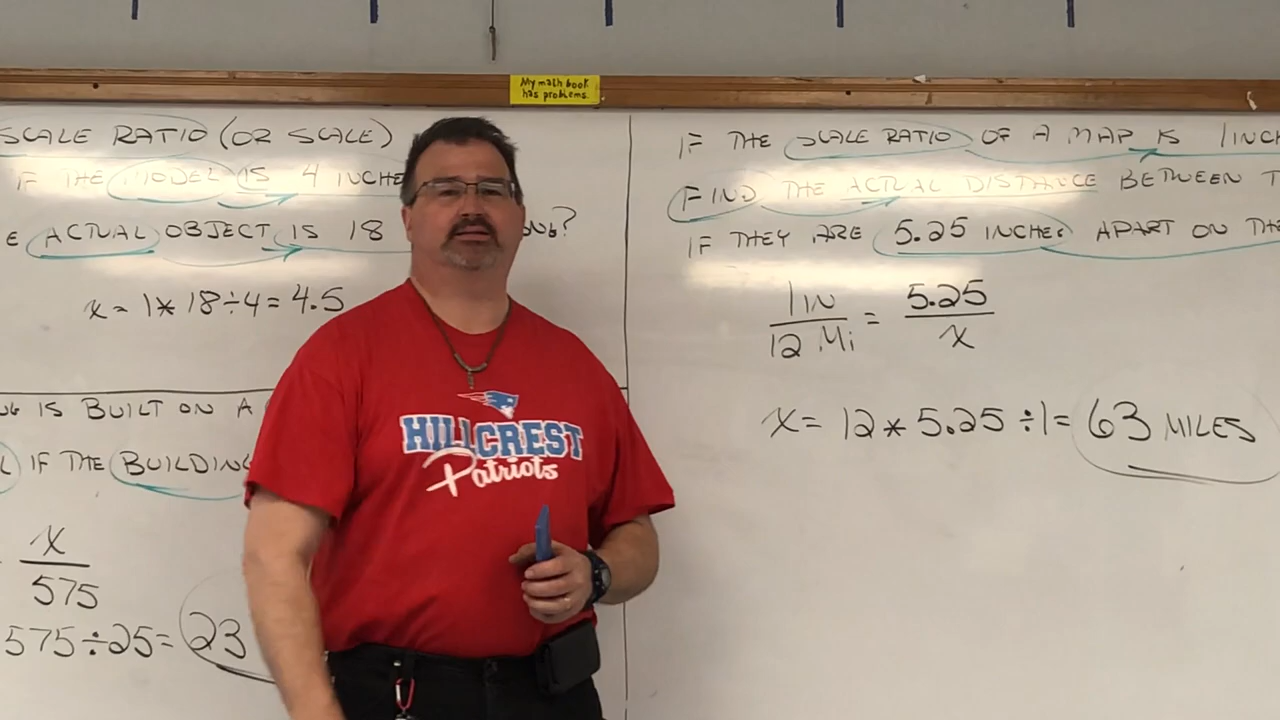 My math book
has problems.
SCALE RATIO (OR SCALE)
IF THE MODEL IS 4 INCHE
ACTUAL OBJECT IS 18
x = 1 * 18 ÷ 4 = 4.5
IS BUILT ON A
IF THE BUILDING
x
575
575 ÷ 25 = 23
HILLCREST
Patriots
IF THE SCALE RATIO OF A MAP IS 1 INCH
FIND THE ACTUAL DISTANCE BETWEEN T
IF THEY ARE 5.25 INCHES APART ON THE
1 IN
12 Mi
=
5.25
x
x = 12 * 5.25 ÷ 1 = 63 MILES